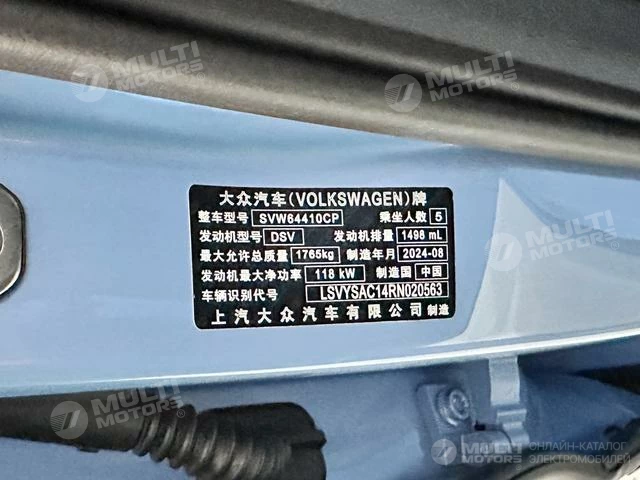 MULTI MOTORS
MULTI MOTORS
MULTI MOTORS
大众汽车(VOLKSWAGEN)牌
整车型号 SVW64410CP 乘坐人数 5
发动机型号 DSV 发动机排量 1498 mL
最大允许总质量 1765kg 制造年月 2024-08
发动机最大净功率 118 kW 制造国 中国
车辆识别代号 LSVYSAC14RN020563
上汽大众汽车有限公司 制造
MULTI MOTORS
MULTI MOTORS ОНЛАЙН-КАТАЛОГ ЭЛЕКТРОМОБИЛЕЙ